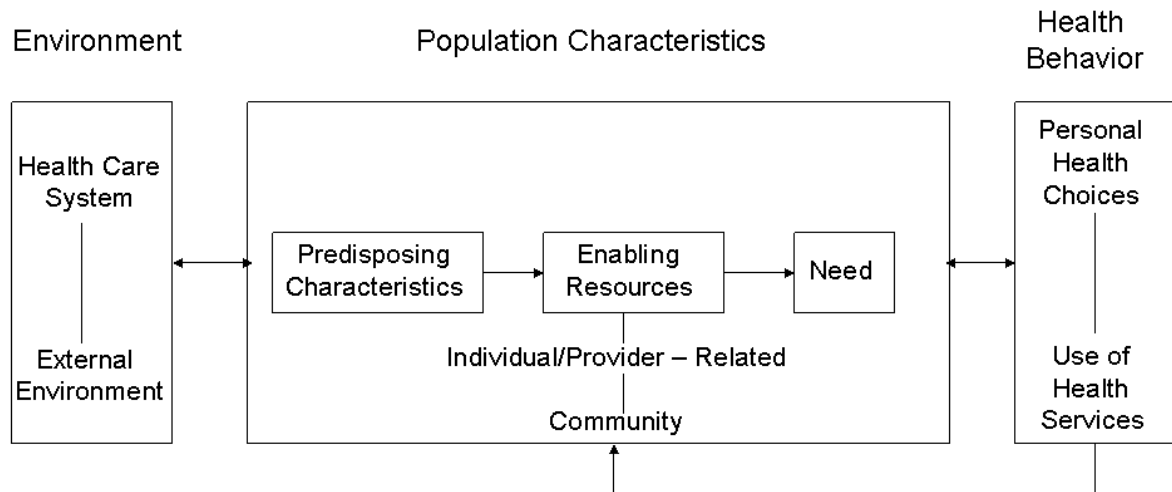 Environment
Population Characteristics
Health
Behavior
Health Care
System
External
Environment
Predisposing
Characteristics
Enabling
Resources
Need
Individual/Provider – Related
Community
Personal
Health
Choices
Use of
Health
Services